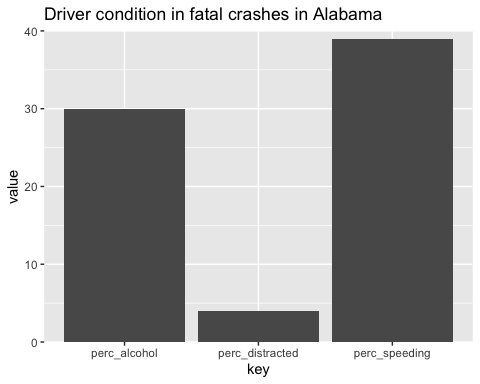 Driver condition in fatal crashes in Alabama
40
30
20
10
0
value
perc_alcohol
perc_distracted
perc_speeding
key